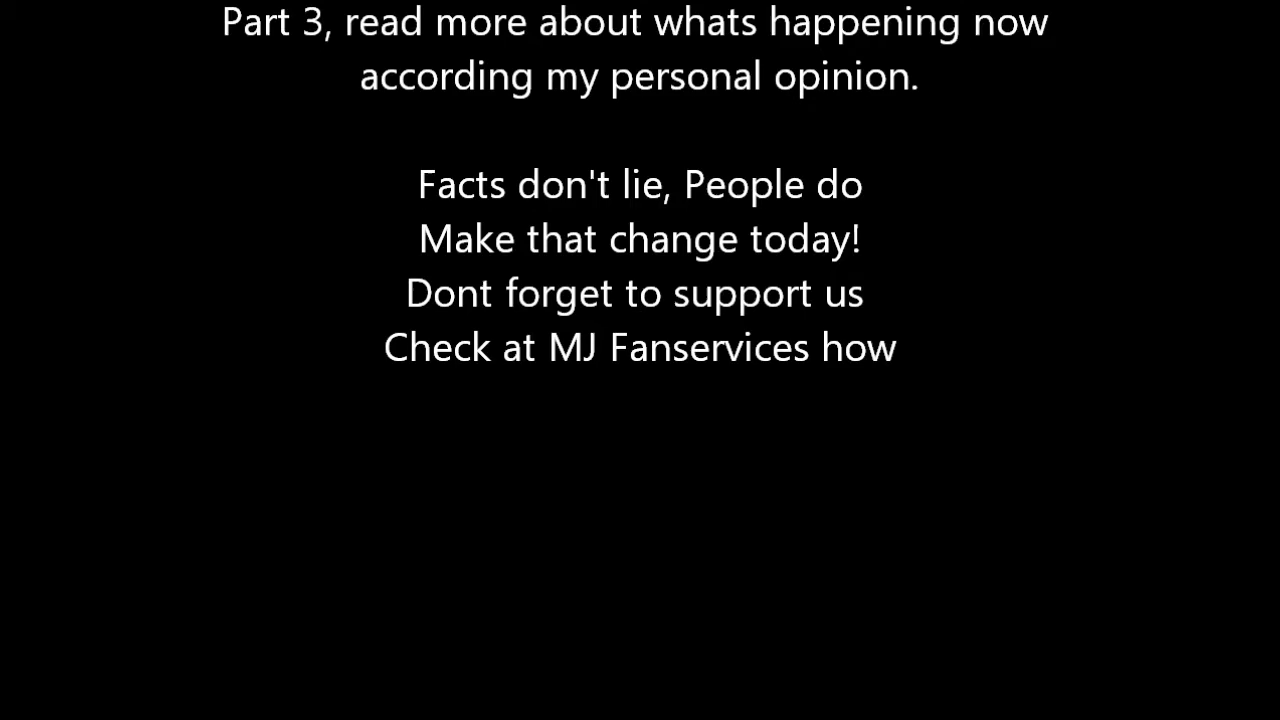 Part 3, read more about whats happening now
according my personal opinion.
Facts don't lie, People do
Make that change today!
Dont forget to support us
Check at MJ Fanservices how